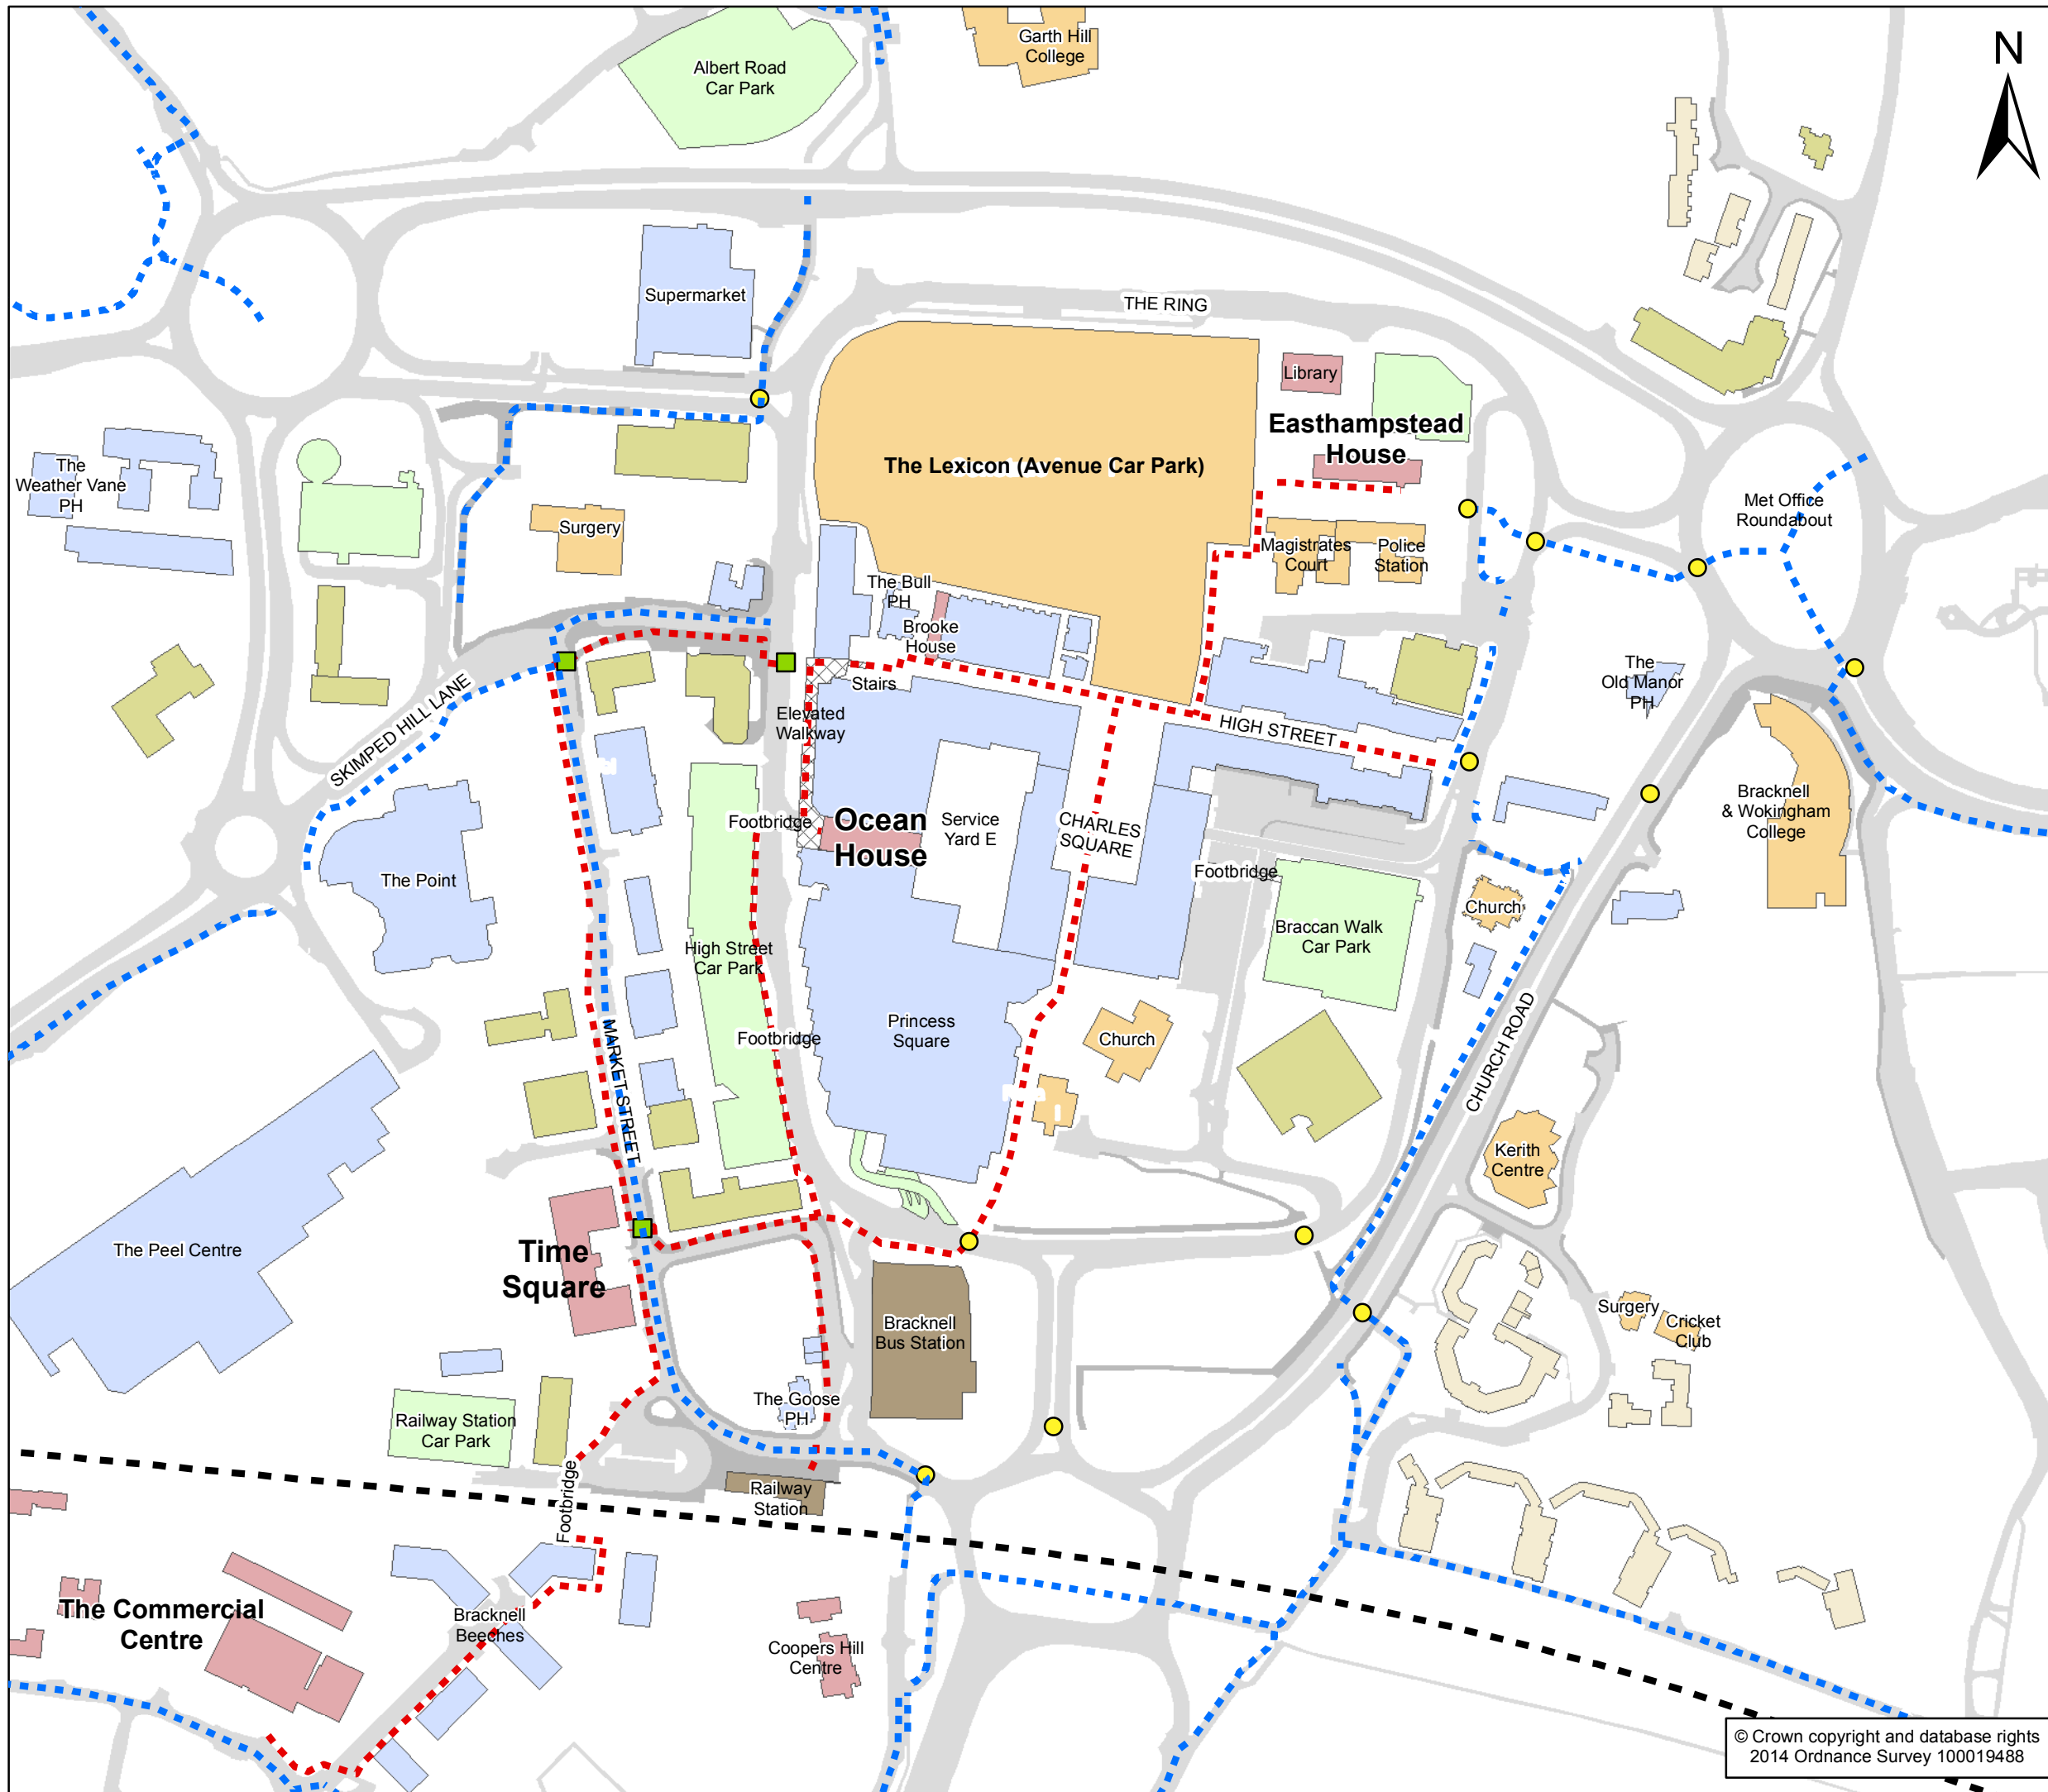 Garth Hill
College
N
Albert Road
Car Park
Supermarket
THE RING
Library
Easthampstead
House
The Lexicon (Avenue Car Park)
The
Weather Vane
PH
Met Office
Roundabout
Surgery
Magistrates
Court
Police
Station
The Bull
PH
Brooke
House
Stairs
The
Old Manor
PH
SKIMPED HILL LANE
Elevated
Walkway
HIGH STREET
Footbridge
Ocean
House
Service
Yard E
CHARLES
SQUARE
Bracknell
& Wokingham
College
The Point
Footbridge
Church
Braccan Walk
Car Park
High Street
Car Park
Princess
Square
Footbridge
Church
MARKET STREET
CHURCH ROAD
Kerith
Centre
The Peel Centre
Time
Square
Surgery
Cricket
Club
Bracknell
Bus Station
The Goose
PH
Railway Station
Car Park
Footbridge
Railway
Station
The Commercial
Centre
Bracknell
Beeches
Coopers Hill
Centre
© Crown copyright and database rights
2014 Ordnance Survey 100019488